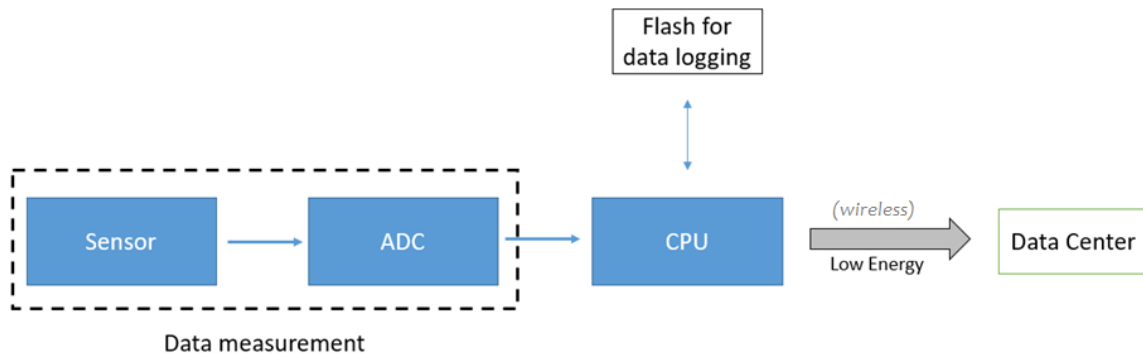 Flash for
data logging
Sensor
ADC
CPU
(wireless)
Low Energy
Data Center
Data measurement